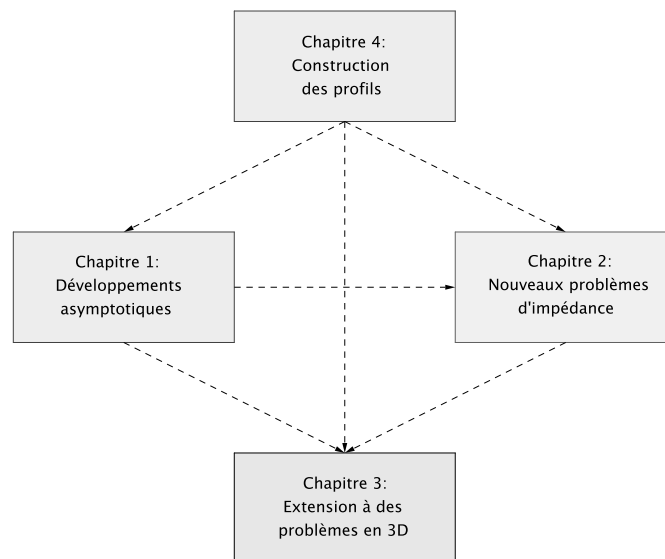 Chapitre 4:
Construction
des profils
Chapitre 1:
Développements
asymptotiques
Chapitre 2:
Nouveaux problèmes
d'impédance
Chapitre 3:
Extension à des
problèmes en 3D